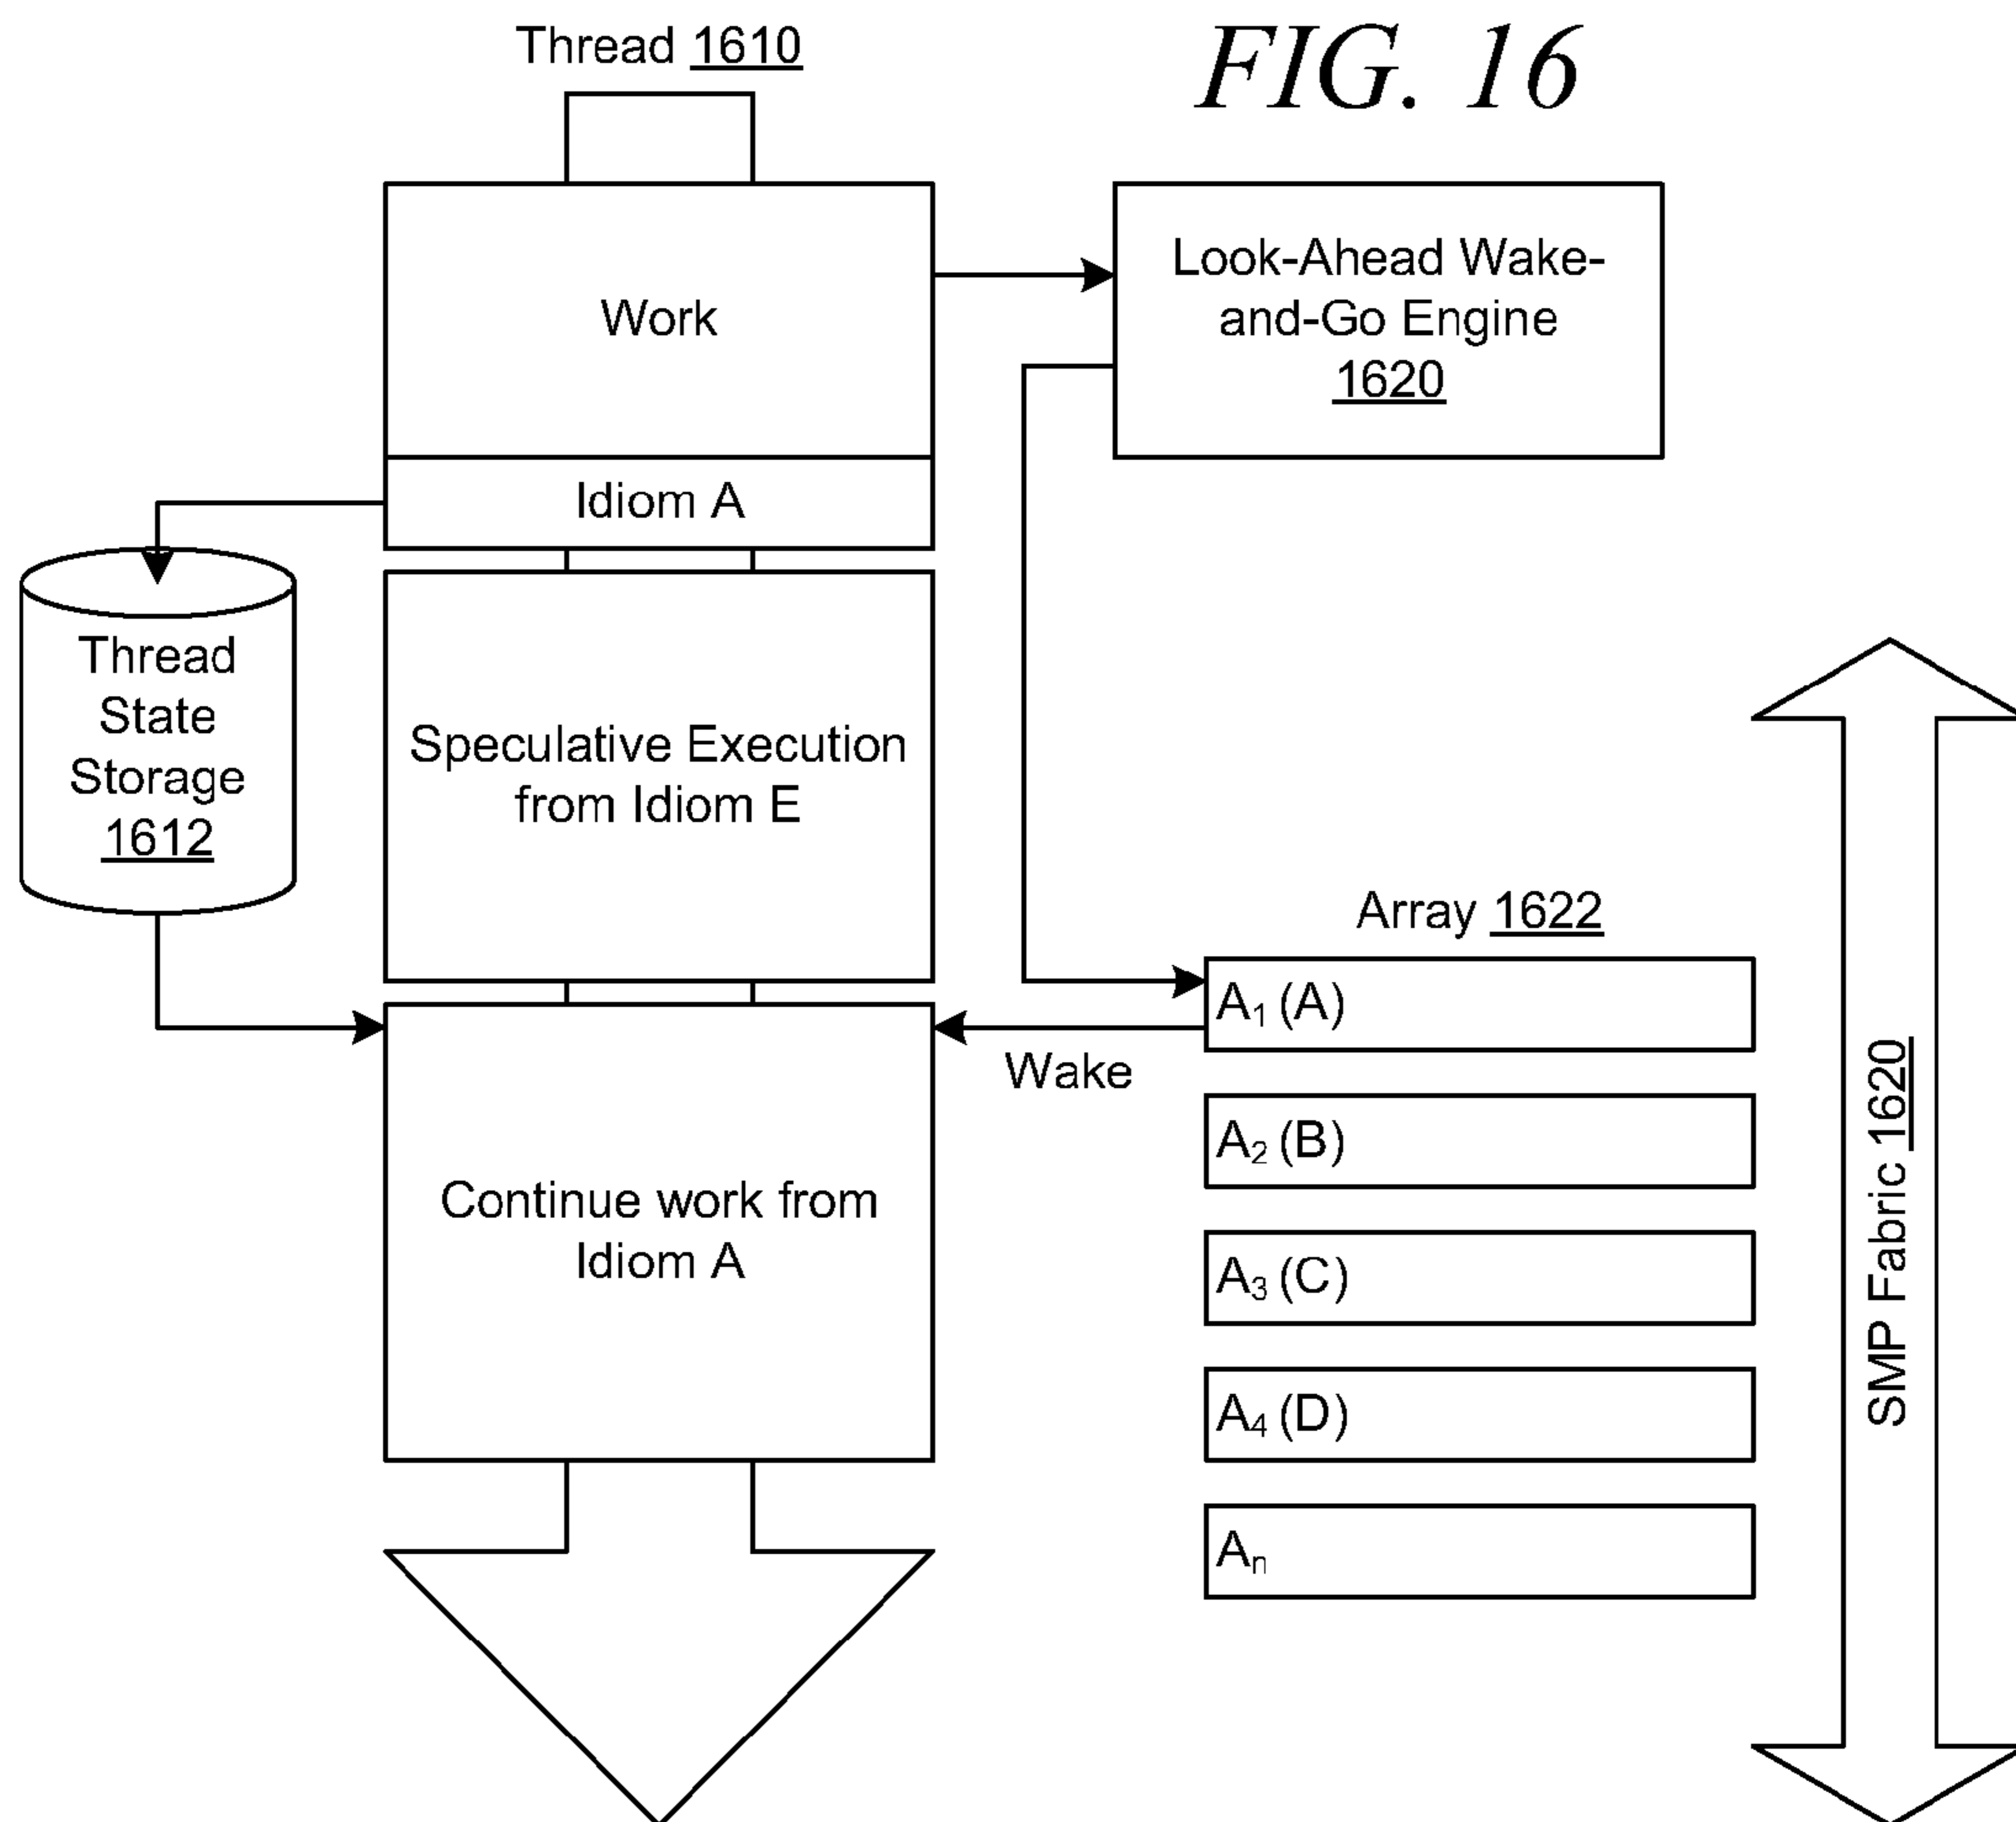 FIG. 16
Thread 1610
Work
Look-Ahead Wake-
and-Go Engine
1620
Idiom A
Thread
State
Storage
1612
Speculative Execution
from Idiom E
Array 1622
A₁ (A)
Wake
A₂ (B)
Continue work from
Idiom A
A₃ (C)
A₄ (D)
Aₙ
SMP Fabric 1620